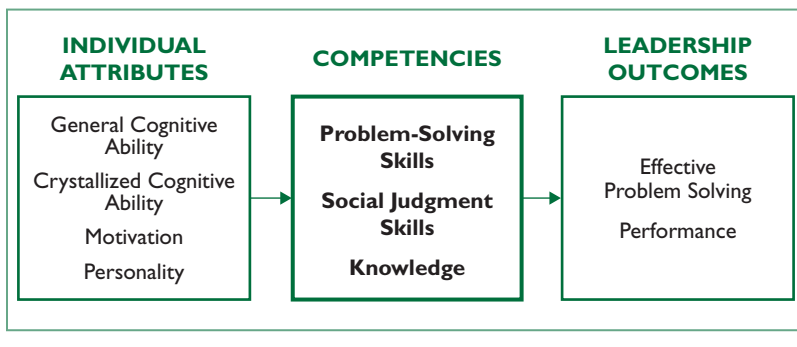 INDIVIDUAL
ATTRIBUTES
General Cognitive
Ability
Crystallized Cognitive
Ability
Motivation
Personality
COMPETENCIES
Problem-Solving
Skills
Social Judgment
Skills
Knowledge
LEADERSHIP
OUTCOMES
Effective
Problem Solving
Performance